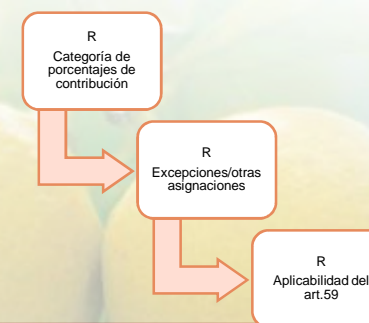 R
Categoría de
porcentajes de
contribución
R
Excepciones/otras
asignaciones
R
Aplicabilidad del
art.59